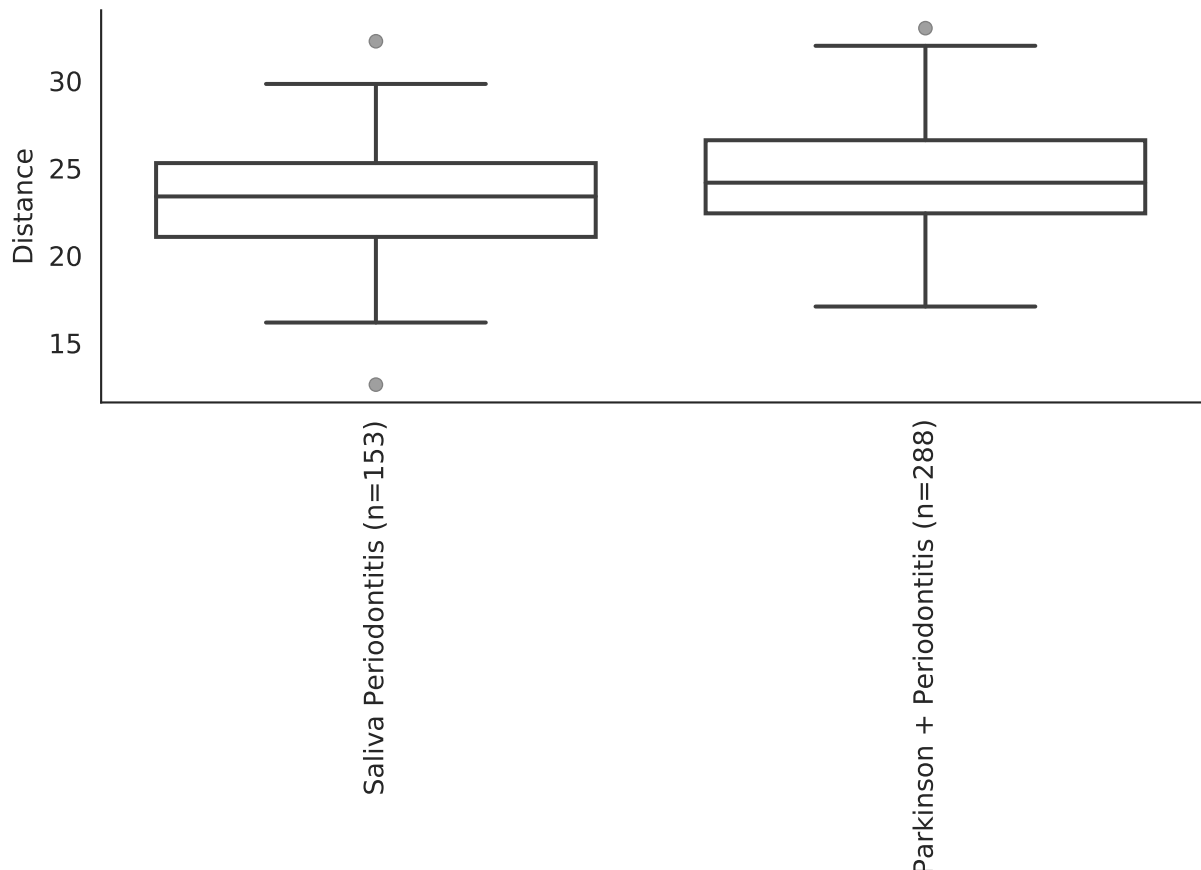 Distance
30
25
20
15
Saliva Periodontitis (n=153)
Parkinson + Periodontitis (n=288)